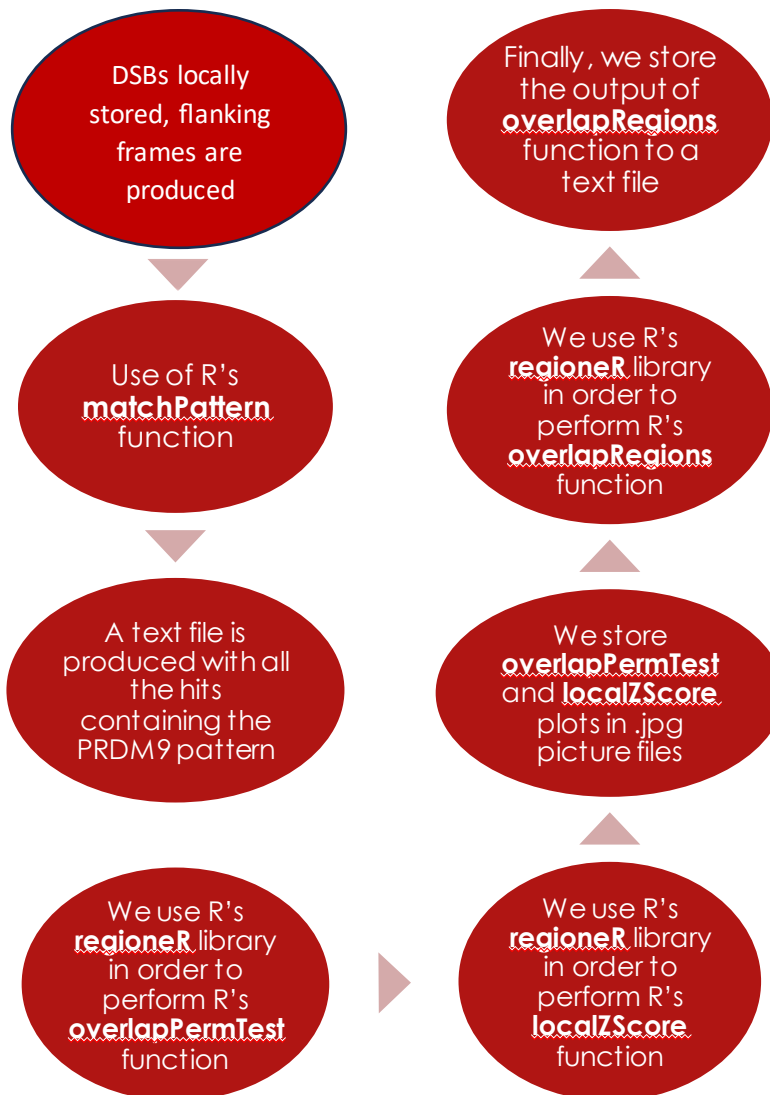 DSBs locally
stored, flanking
frames are
produced
Use of R’s
matchPattern
function
A text file is
produced with all
the hits
containing the
PRDM9 pattern
We use R’s
regioneR library
in order to
perform R’s
overlapPermTest
function
We use R’s
regioneR library
in order to
perform R’s
localZScore
function
We store
overlapPermTest
and localZScore
plots in .jpg
picture files
We use R’s
regioneR library
in order to
perform R’s
overlapRegions
function
Finally, we store
the output of
overlapRegions
function to a
text file